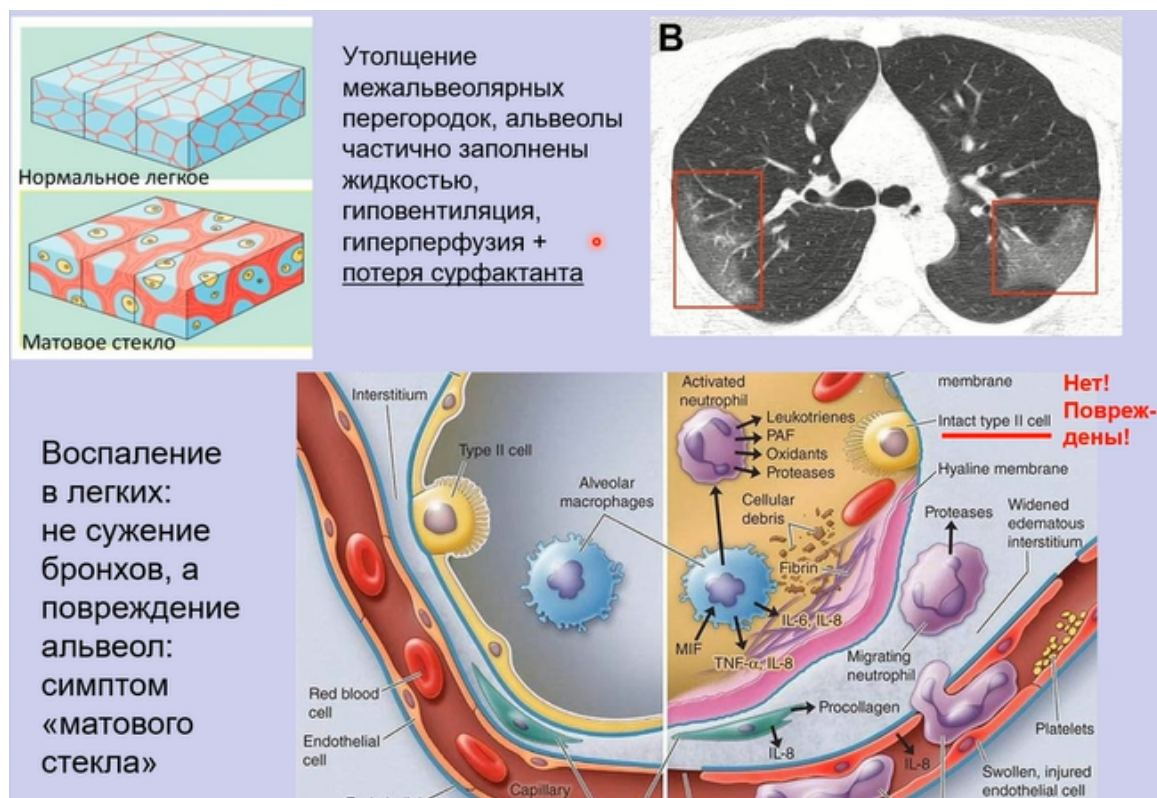 Нормальное легкое
Матовое стекло
Утолщение
межальвеолярных
перегородок, альвеолы
частично заполнены
жидкостью,
гиповентиляция,
гиперперфузия +
потеря сурфактанта
B
Воспаление
в легких:
не сужение
бронхов, а
повреждение
альвеол:
симптом
«матового
стекла»
Interstitium
Type II cell
Alveolar
macrophages
Red blood
cell
Endothelial
cell
Capillary
Activated
neutrophil
Leukotrienes
PAF
Oxidants
Proteases
Cellular
debris
Fibrin
IL-6, IL-8
MIF
TNF-α, IL-8
Procollagen
IL-8
membrane
Intact type II cell
Нет!
Повреж-
дены!
Hyaline membrane
Proteases
Widened
edematous
interstitium
Migrating
neutrophil
Platelets
IL-8
Swollen, injured
endothelial cell